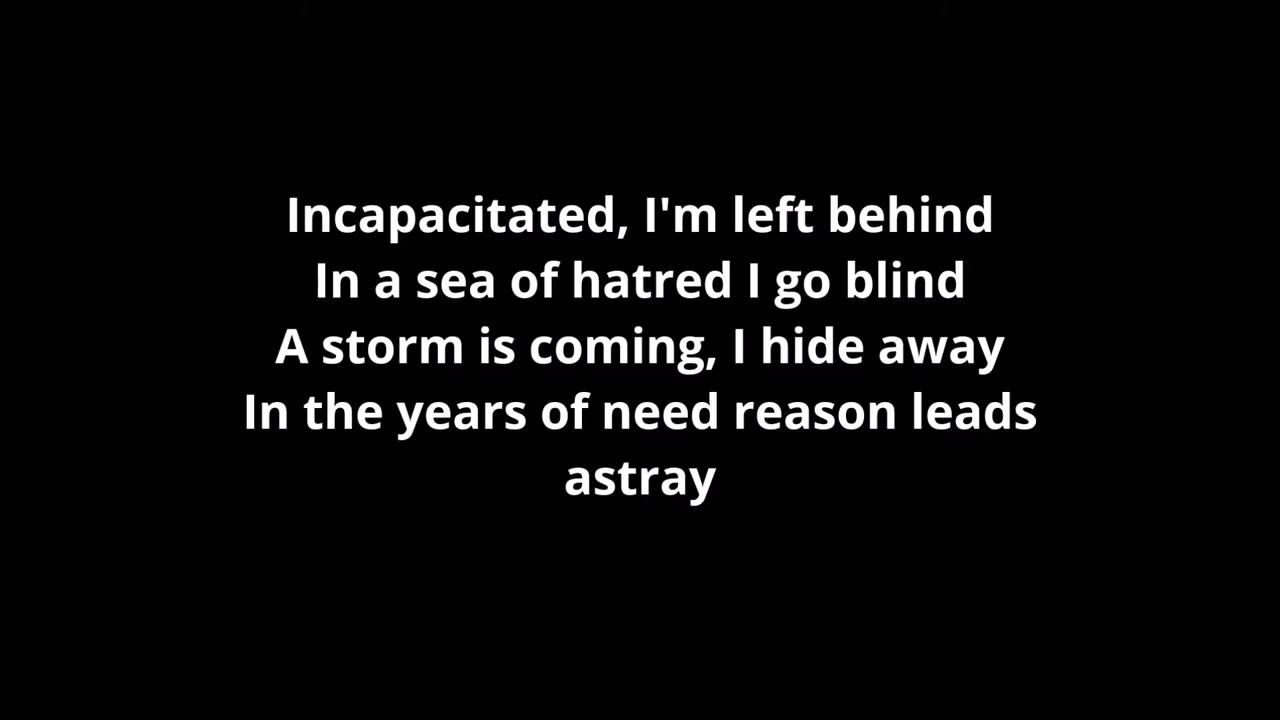 Incapacitated, I'm left behind
In a sea of hatred I go blind
A storm is coming, I hide away
In the years of need reason leads
astray